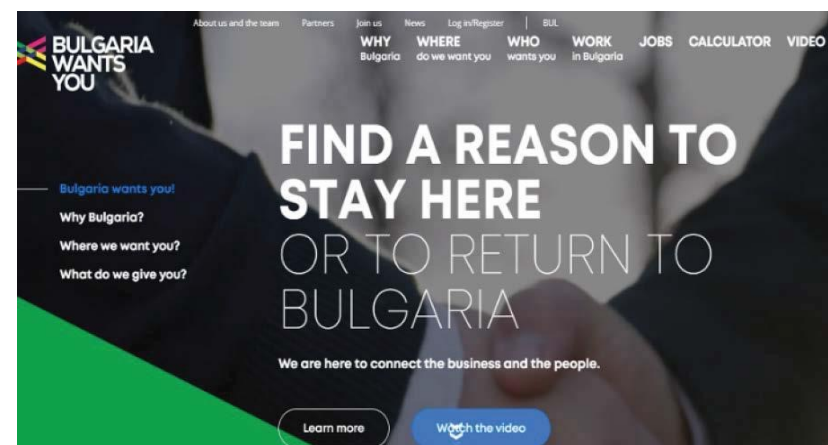 About us and the team Partners Join us News Log in/Register BUL
BULGARIA
WANTS
YOU
WHY
Bulgaria
WHERE
do we want you
WHO
wants you
WORK
in Bulgaria
JOBS
CALCULATOR
VIDEO
Bulgaria wants you!
Why Bulgaria?
Where we want you?
What do we give you?
FIND A REASON TO
STAY HERE
OR TO RETURN TO
BULGARIA
We are here to connect the business and the people.
Learn more
Watch the video